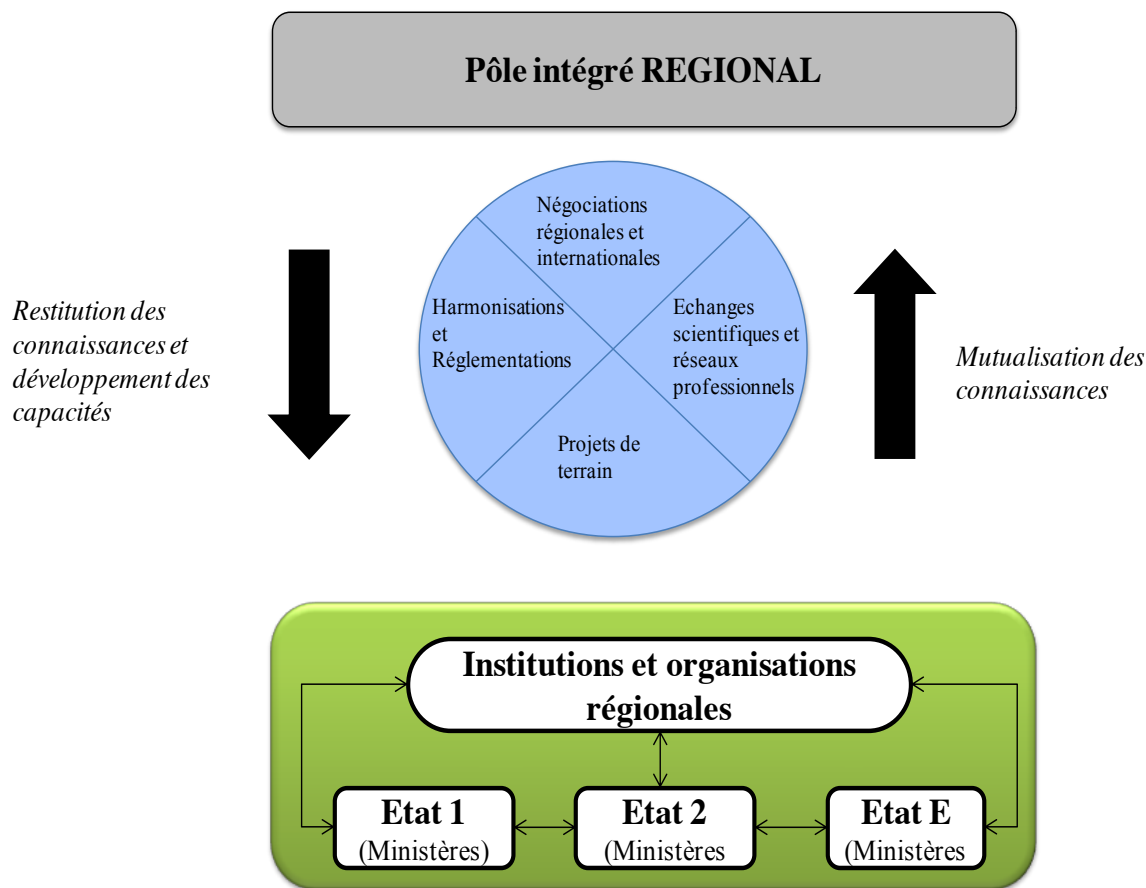 Pôle intégré REGIONAL
Négociations
régionales et
internationales
Restitution des
connaissances et
développement des
capacités
Harmonisations
et
Réglementations
Echanges
scientifiques et
réseaux
professionnels
Mutualisation des
connaissances
Projets de
terrain
Institutions et organisations
régionales
Etat 1
(Ministères)
Etat 2
(Ministères
Etat E
(Ministères